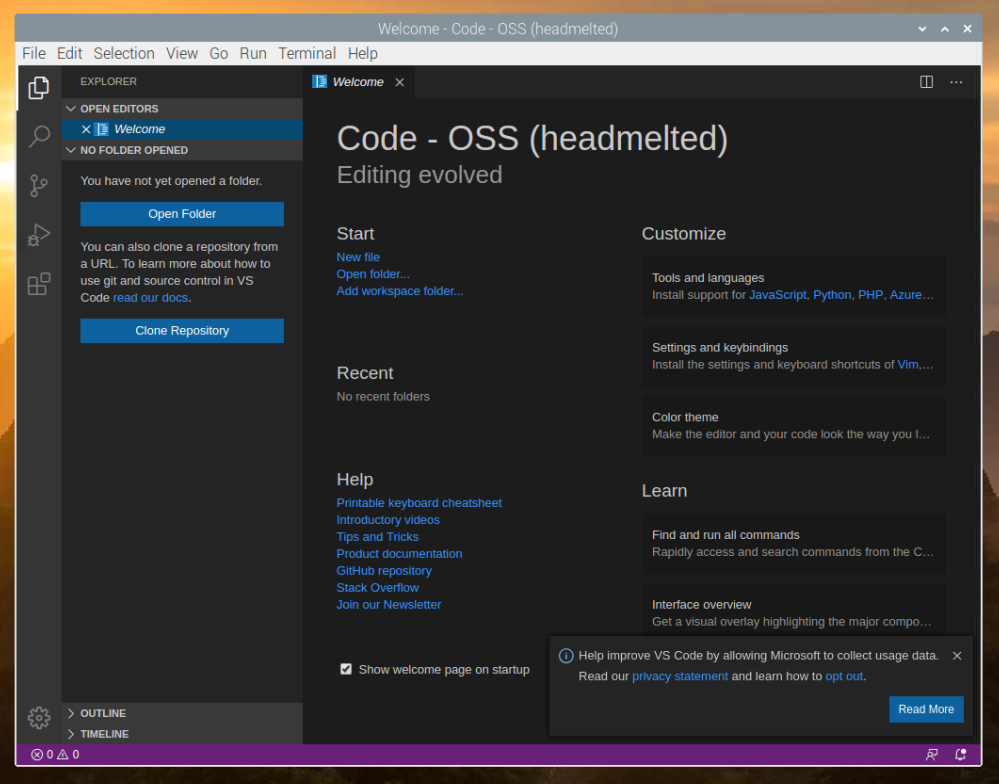 Welcome - Code - OSS (headmelted)
File Edit Selection View Go Run Terminal Help
EXPLORER
OPEN EDITORS
Welcome
NO FOLDER OPENED
You have not yet opened a folder.
Open Folder
You can also clone a repository from
a URL. To learn more about how to
use git and source control in VS
Code read our docs.
Clone Repository
OUTLINE
TIMELINE
Welcome
Code - OSS (headmelted)
Editing evolved
Start
New file
Open folder...
Add workspace folder...
Recent
No recent folders
Help
Printable keyboard cheatsheet
Introductory videos
Tips and Tricks
Product documentation
GitHub repository
Stack Overflow
Join our Newsletter
Show welcome page on startup
Customize
Tools and languages
Install support for JavaScript, Python, PHP, Azure…
Settings and keybindings
Install the settings and keyboard shortcuts of Vim,…
Color theme
Make the editor and your code look the way you l…
Learn
Find and run all commands
Rapidly access and search commands from the C…
Interface overview
Get a visual overlay highlighting the major compo…
Help improve VS Code by allowing Microsoft to collect usage data.
Read our privacy statement and learn how to opt out.
Read More
0 0